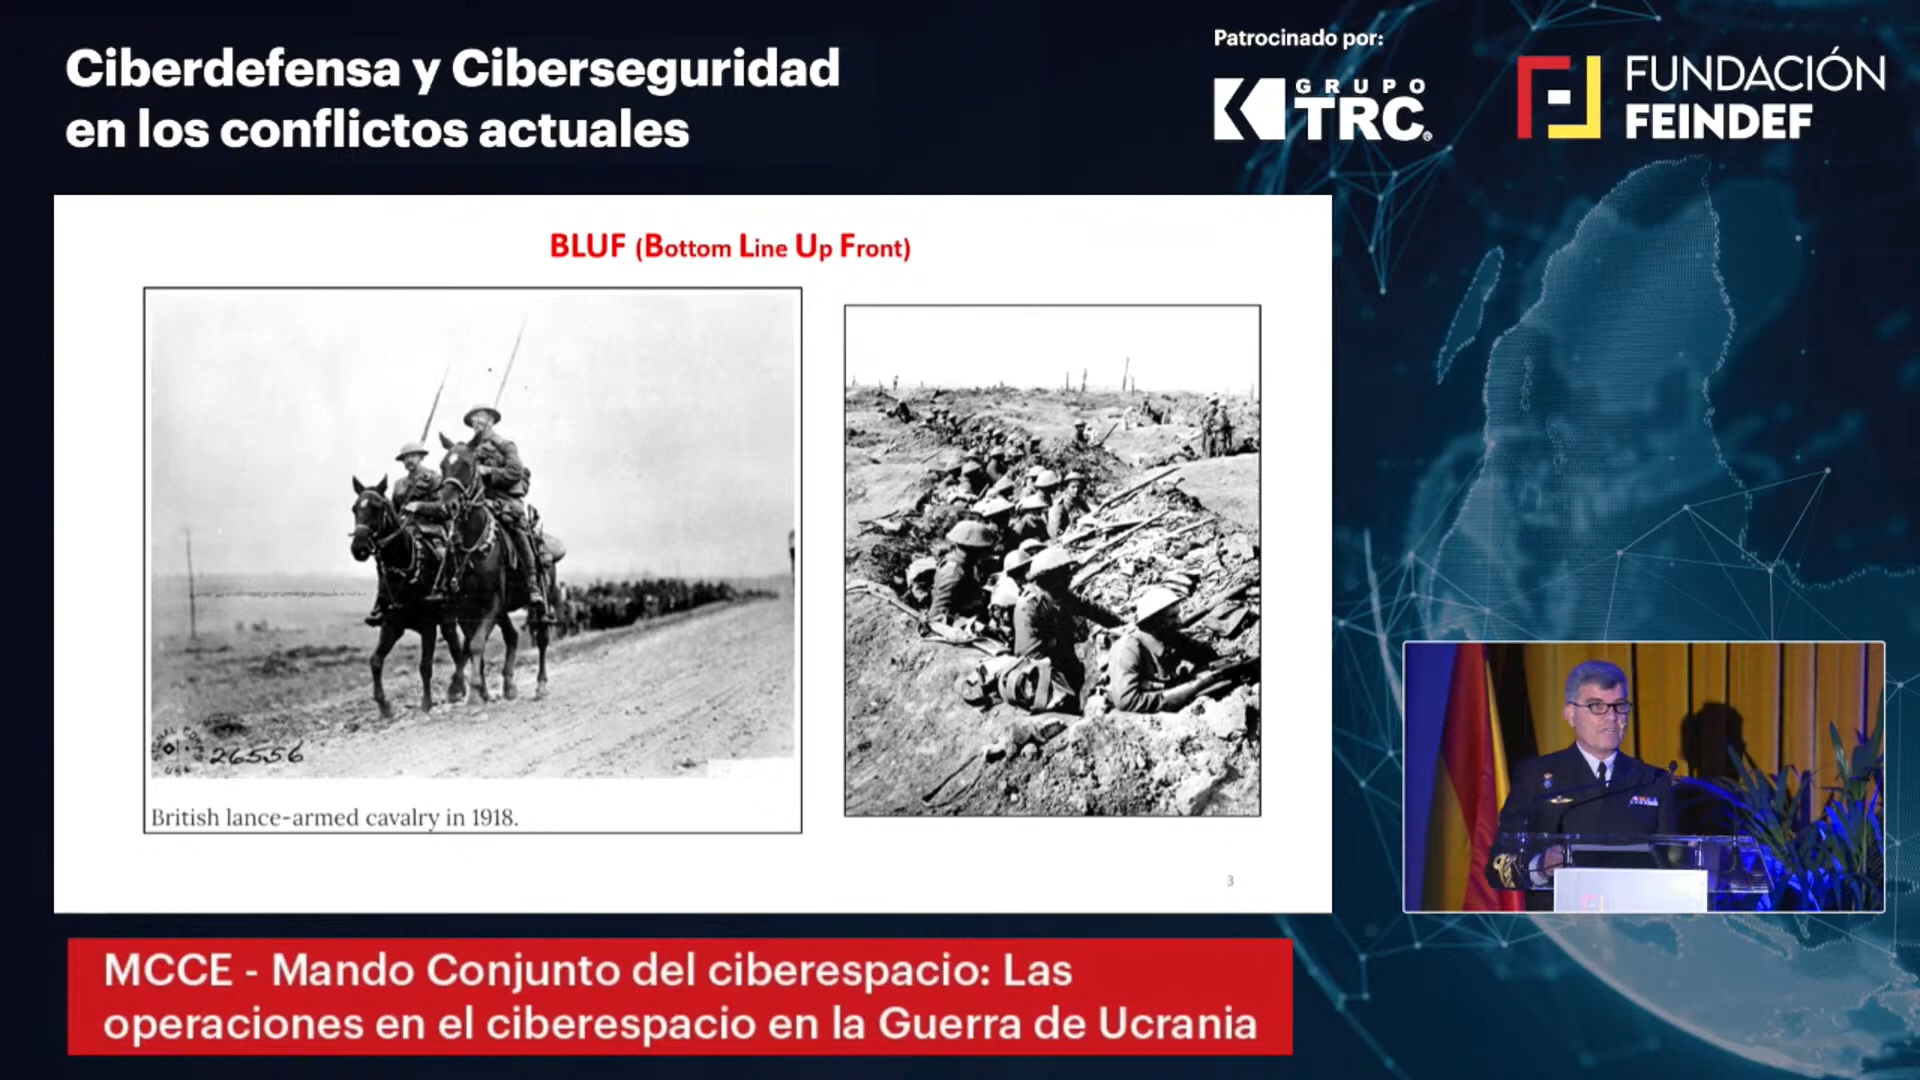 Ciberdefensa y Ciberseguridad
en los conflictos actuales
Patrocinado por:
GRUPO
TRC®
FUNDACIÓN
FEINDEF
BLUF (Bottom Line Up Front)
26556
British lance-armed cavalry in 1918.
3
MCCE - Mando Conjunto del ciberespacio: Las
operaciones en el ciberespacio en la Guerra de Ucrania